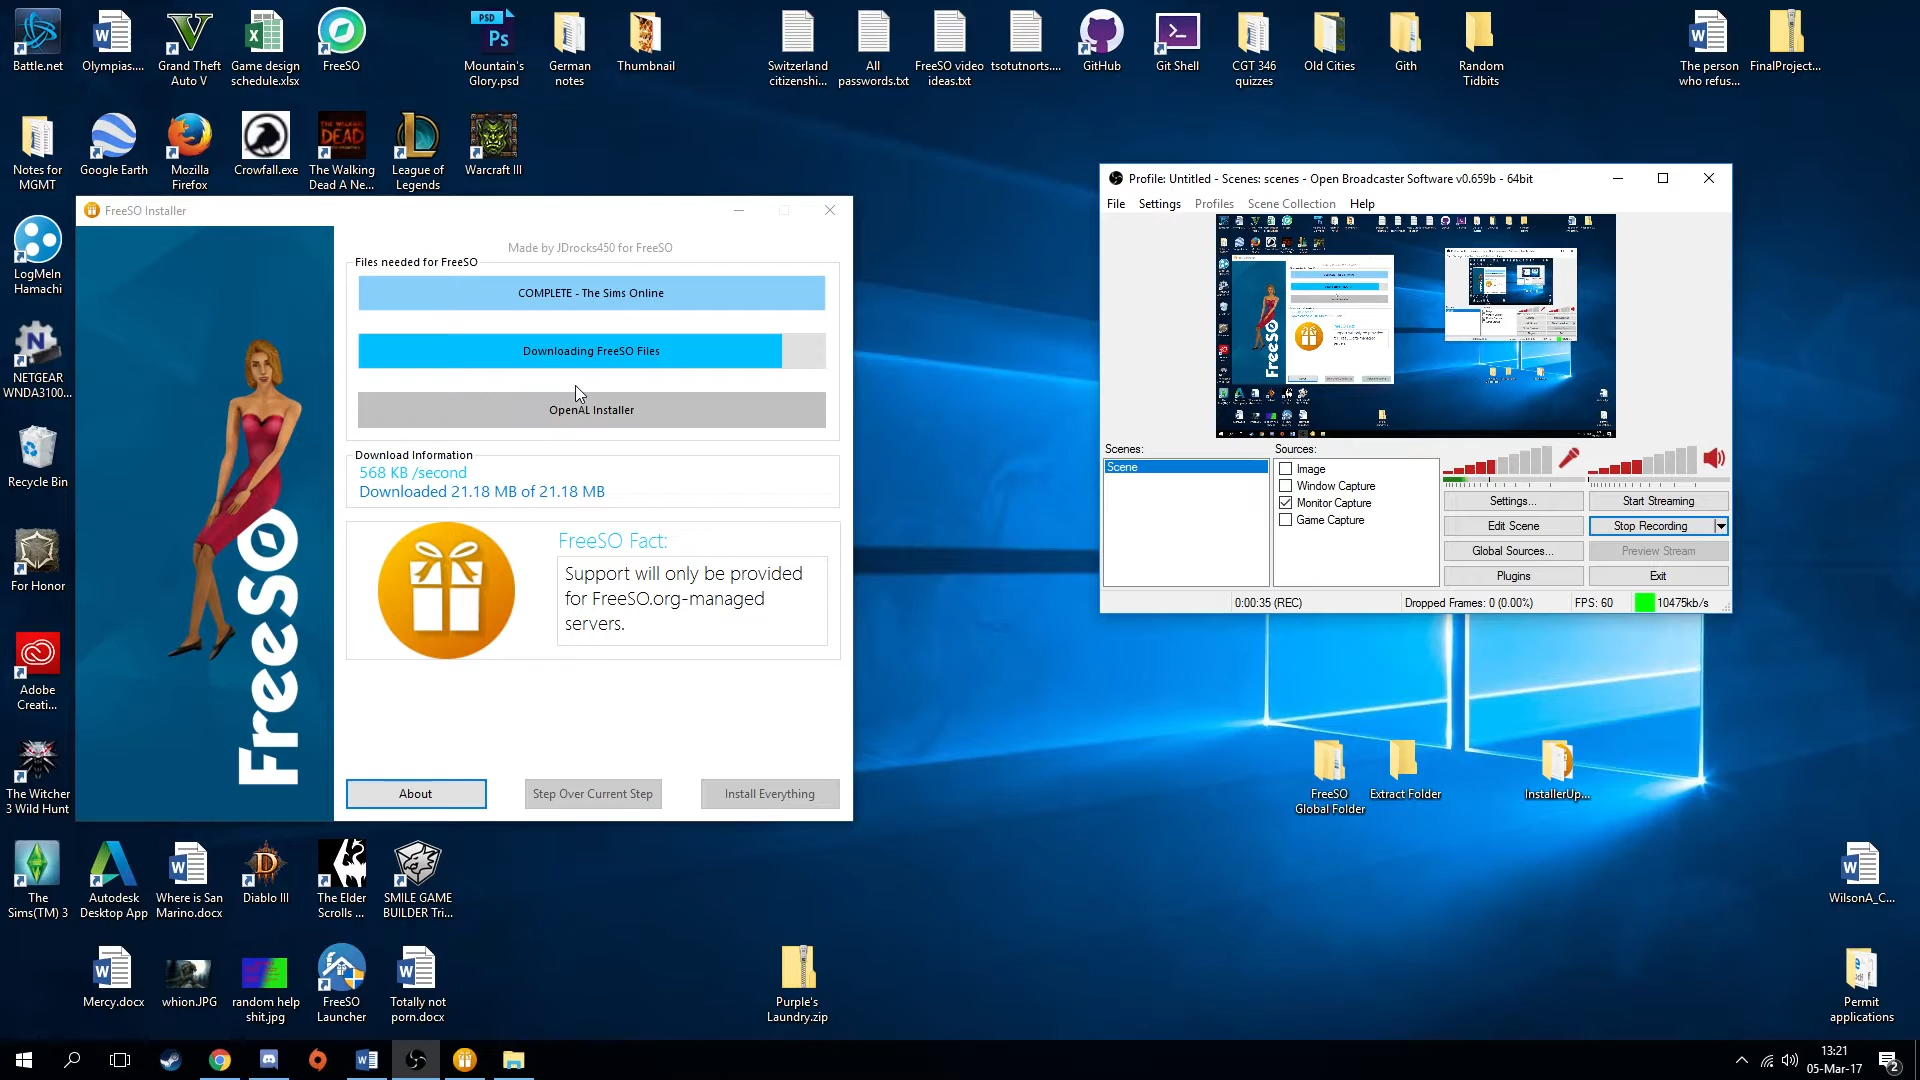 Battle.net
Olympias....
Grand Theft
Auto V
Game design
schedule.xlsx
FreeSO
PSD
Ps
Mountain's
Glory.psd
German
notes
Thumbnail
Switzerland
citizenshi...
All
passwords.txt
FreeSO video
ideas.txt
tsotutnorts....
GitHub
Git Shell
CGT 346
quizzes
Old Cities
Gith
Random
Tidbits
The person
who refus...
FinalProject...
Notes for
MGMT
Google Earth
Mozilla
Firefox
Crowfall.exe
The Walking
Dead A Ne...
League of
Legends
Warcraft III
LogMeIn
Hamachi
NETGEAR
WNDA3100...
Recycle Bin
For Honor
Adobe
Creati...
The Witcher
3 Wild Hunt
FreeSO Installer
Made by JDrocks450 for FreeSO
Files needed for FreeSO
COMPLETE - The Sims Online
Downloading FreeSO Files
OpenAL Installer
Download Information
568 KB /second
Downloaded 21.18 MB of 21.18 MB
FreeSO Fact:
Support will only be provided
for FreeSO.org-managed
servers.
FreeSO
About
Step Over Current Step
Install Everything
Profile: Untitled - Scenes: scenes - Open Broadcaster Software v0.659b - 64bit
File Settings Profiles Scene Collection Help
FreeSO
Scenes:
Scene
Sources:
Image
Window Capture
Monitor Capture
Game Capture
Settings...
Start Streaming
Edit Scene
Stop Recording
Global Sources...
Preview Stream
Plugins
Exit
0:00:35 (REC)
Dropped Frames: 0 (0.00%)
FPS: 60
10475kb/s
FreeSO
Global Folder
Extract Folder
InstallerUp...
The
Sims(TM) 3
Autodesk
Desktop App
Where is San
Marino.docx
Diablo III
The Elder
Scrolls ...
SMILE GAME
BUILDER Tri...
WilsonA_C...
Mercy.docx
whion.JPG
random help
shit.jpg
FreeSO
Launcher
Totally not
porn.docx
Purple's
Laundry.zip
Permit
applications
13:21
05-Mar-17
2